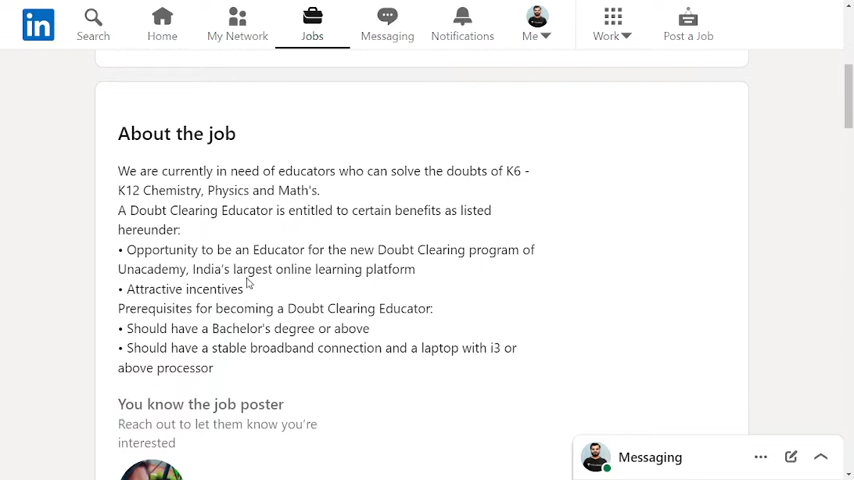 in
Search
Home
My Network
Jobs
Messaging
Notifications
Me
Work
Post a Job
About the job
We are currently in need of educators who can solve the doubts of K6 -
K12 Chemistry, Physics and Math's.
A Doubt Clearing Educator is entitled to certain benefits as listed
hereunder:
• Opportunity to be an Educator for the new Doubt Clearing program of
Unacademy, India's largest online learning platform
• Attractive incentives
Prerequisites for becoming a Doubt Clearing Educator:
• Should have a Bachelor's degree or above
• Should have a stable broadband connection and a laptop with i3 or
above processor
You know the job poster
Reach out to let them know you're
interested
Messaging